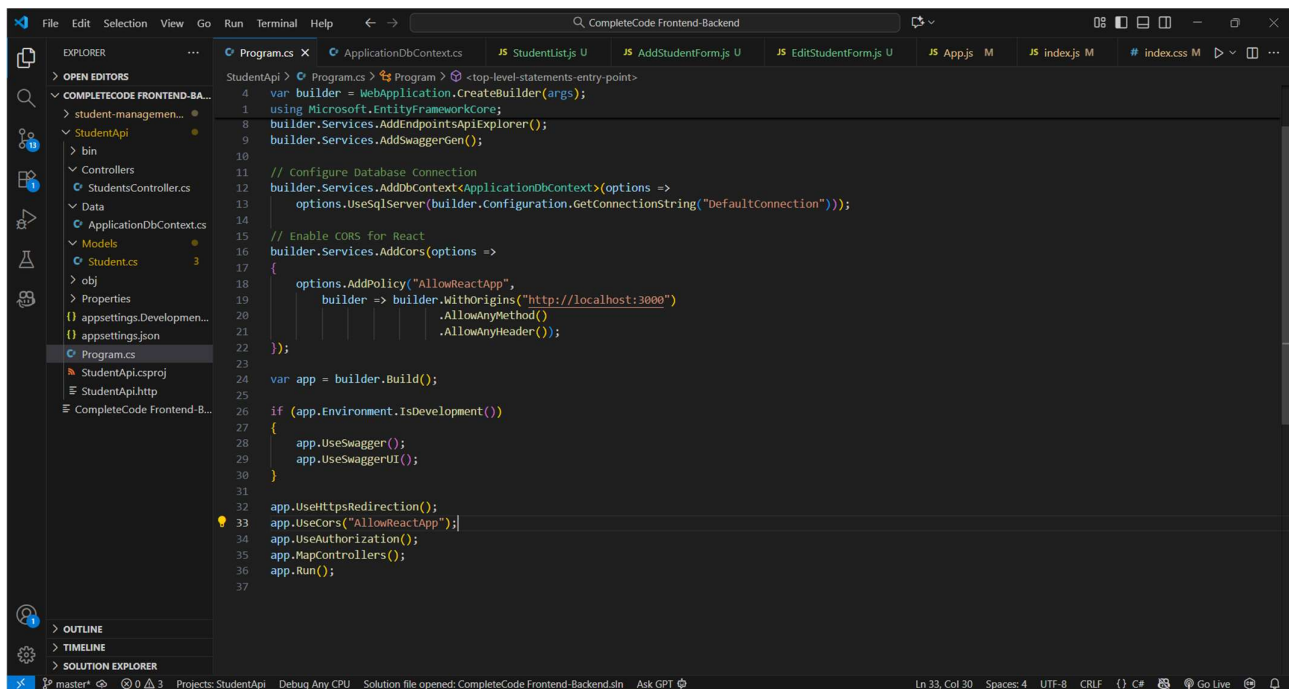 File Edit Selection View Go Run Terminal Help
CompleteCode Frontend-Backend
EXPLORER
Program.cs
ApplicationDbContext.cs
JS StudentList.js U
JS AddStudentForm.js U
JS EditStudentForm.js U
JS App.js M
JS index.js M
# index.css M
OPEN EDITORS
COMPLETECODE FRONTEND-BA...
student-managemen...
StudentApi
bin
Controllers
StudentsController.cs
Data
ApplicationDbContext.cs
Models
Student.cs 3
obj
Properties
{} appsettings.Developmen...
{} appsettings.json
Program.cs
StudentApi.csproj
StudentApi.http
CompleteCode Frontend-B...
OUTLINE
TIMELINE
SOLUTION EXPLORER
13
1
1
StudentApi > Program.cs > Program > <top-level-statements-entry-point>
4 var builder = WebApplication.CreateBuilder(args);
1 using Microsoft.EntityFrameworkCore;
8 builder.Services.AddEndpointsApiExplorer();
9 builder.Services.AddSwaggerGen();
10
11 // Configure Database Connection
12 builder.Services.AddDbContext<ApplicationDbContext>(options =>
13 options.UseSqlServer(builder.Configuration.GetConnectionString("DefaultConnection")));
14
15 // Enable CORS for React
16 builder.Services.AddCors(options =>
17 {
18 options.AddPolicy("AllowReactApp",
19 builder => builder.WithOrigins("http://localhost:3000")
20 .AllowAnyMethod()
21 .AllowAnyHeader());
22 });
23
24 var app = builder.Build();
25
26 if (app.Environment.IsDevelopment())
27 {
28 app.UseSwagger();
29 app.UseSwaggerUI();
30 }
31
32 app.UseHttpsRedirection();
33 app.UseCors("AllowReactApp");
34 app.UseAuthorization();
35 app.MapControllers();
36 app.Run();
37
master* 0 3 Projects: StudentApi Debug Any CPU Solution file opened: CompleteCode Frontend-Backend.sln Ask GPT Ln 33, Col 30 Spaces: 4 UTF-8 CRLF {} C# Go Live